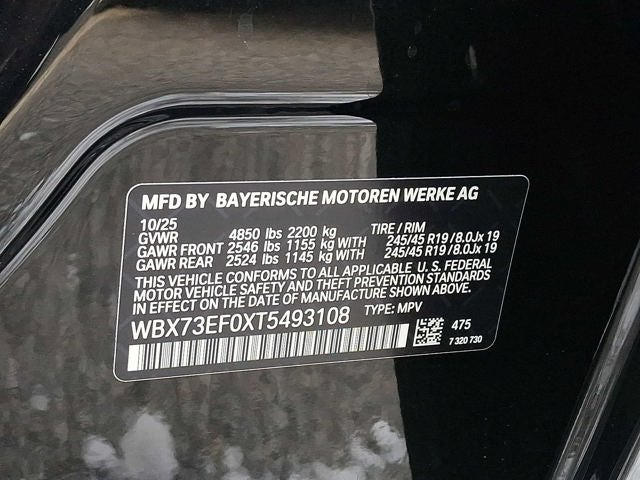 MFD BY BAYERISCHE MOTOREN WERKE AG
10/25
GVWR 4850 lbs 2200 kg TIRE / RIM
GAWR FRONT 2546 lbs 1155 kg WITH 245/45 R19 / 8.0Jx 19
GAWR REAR 2524 lbs 1145 kg WITH 245/45 R19 / 8.0Jx 19
THIS VEHICLE CONFORMS TO ALL APPLICABLE U. S. FEDERAL
MOTOR VEHICLE SAFETY AND THEFT PREVENTION STANDARDS
IN EFFECT ON THE DATE OF MANUFACTURE SHOWN ABOVE.
WBX73EF0XT5493108 TYPE: MPV
475
7 320 730